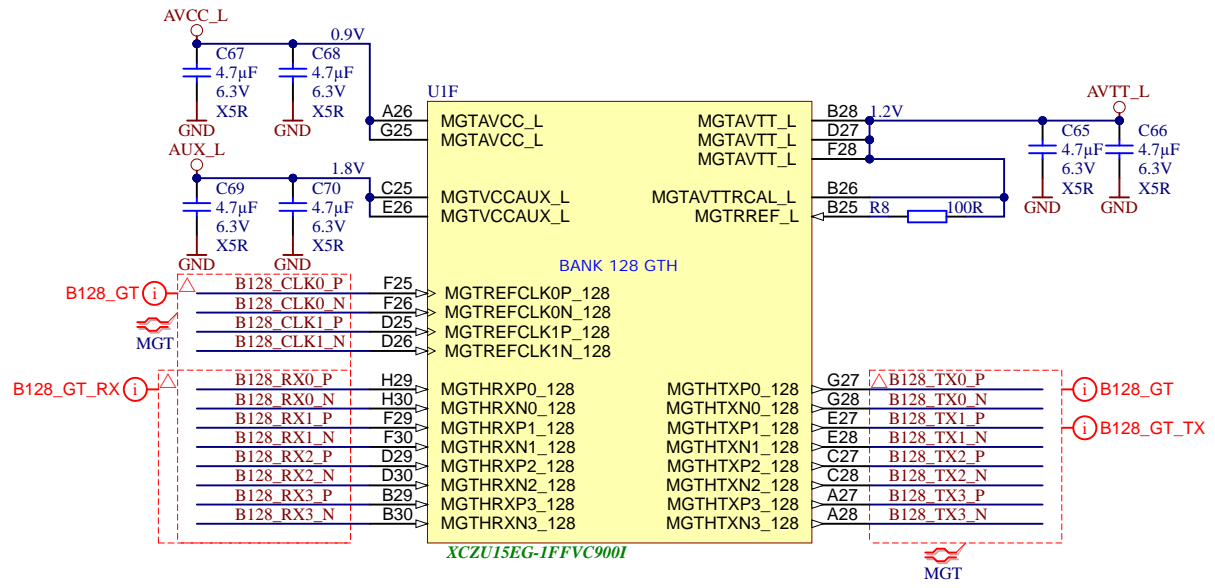 AVCC_L
0.9V
C67
4.7µF
6.3V
X5R
GND
C68
4.7µF
6.3V
X5R
GND
AUX_L
1.8V
C69
4.7µF
6.3V
X5R
GND
C70
4.7µF
6.3V
X5R
GND
U1F
A26 MGTAVCC_L
G25 MGTAVCC_L
C25 MGTVCCAUX_L
E26 MGTVCCAUX_L
MGTAVTT_L B28 1.2V
MGTAVTT_L D27
MGTAVTT_L F28
MGTAVTTRCAL_L B26
MGTRREF_L B25 R8 100R
AVTT_L
C65
4.7µF
6.3V
X5R
GND
C66
4.7µF
6.3V
X5R
GND
BANK 128 GTH
B128_GT i
MGT
B128_CLK0_P F25 MGTREFCLK0P_128
B128_CLK0_N F26 MGTREFCLK0N_128
B128_CLK1_P D25 MGTREFCLK1P_128
B128_CLK1_N D26 MGTREFCLK1N_128
B128_GT_RX i
B128_RX0_P H29 MGTHRXP0_128
B128_RX0_N H30 MGTHRXN0_128
B128_RX1_P F29 MGTHRXP1_128
B128_RX1_N F30 MGTHRXN1_128
B128_RX2_P D29 MGTHRXP2_128
B128_RX2_N D30 MGTHRXN2_128
B128_RX3_P B29 MGTHRXP3_128
B128_RX3_N B30 MGTHRXN3_128
MGTHTXP0_128 G27 B128_TX0_P
MGTHTXN0_128 G28 B128_TX0_N
MGTHTXP1_128 E27 B128_TX1_P
MGTHTXN1_128 E28 B128_TX1_N
MGTHTXP2_128 C27 B128_TX2_P
MGTHTXN2_128 C28 B128_TX2_N
MGTHTXP3_128 A27 B128_TX3_P
MGTHTXN3_128 A28 B128_TX3_N
i B128_GT
i B128_GT_TX
XCZU15EG-1FFVC900I
MGT